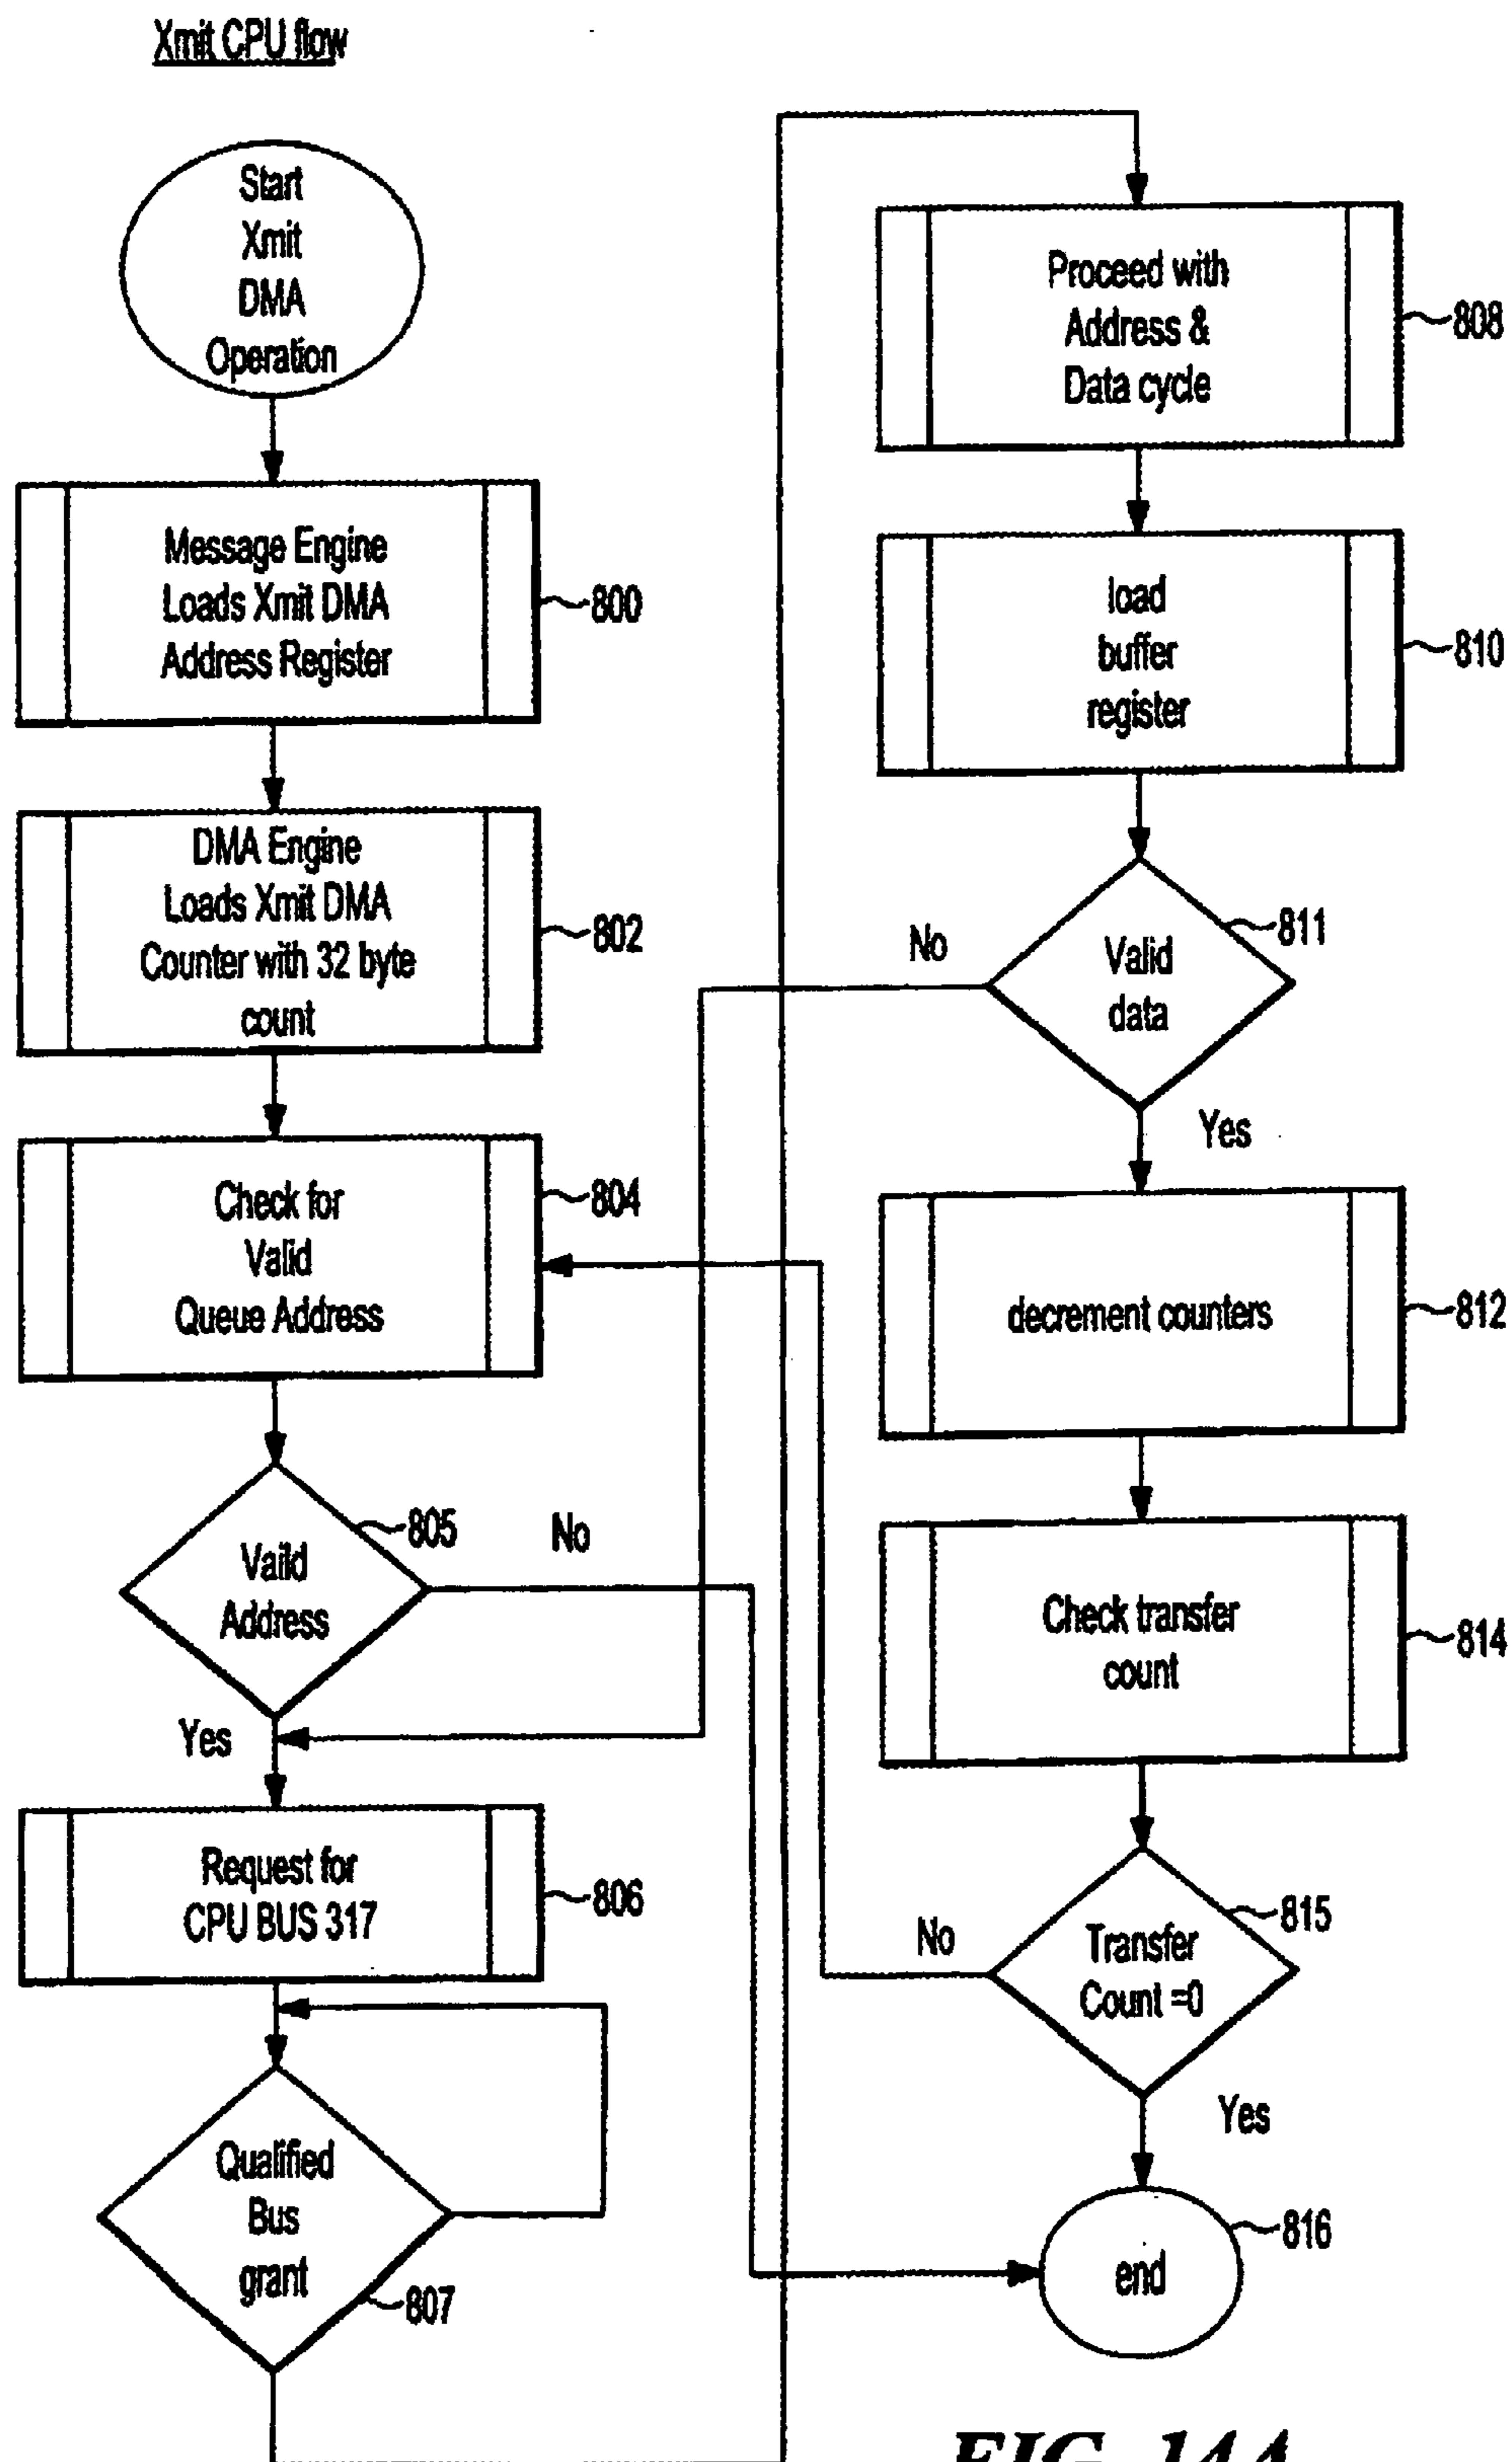 Xmit CPU flow
Start
Xmit
DMA
Operation
Message Engine
Loads Xmit DMA
Address Register
800
DMA Engine
Loads Xmit DMA
Counter with 32 byte
count
802
Check for
Valid
Queue Address
804
Vaild
Address
805
No
Yes
Request for
CPU BUS 317
806
Qualified
Bus
grant
807
Proceed with
Address &
Data cycle
808
load
buffer
register
810
Valid
data
811
No
Yes
decrement counters
812
Check transfer
count
814
Transfer
Count =0
815
No
Yes
end
816
FIG. 14A